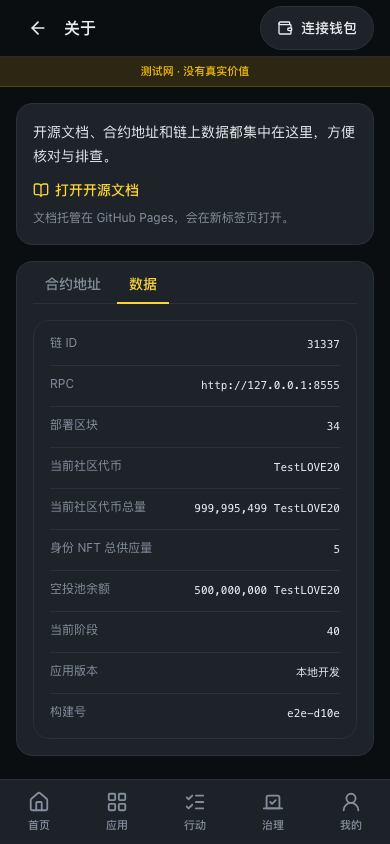 关于
连接钱包
测试网 · 没有真实价值
开源文档、合约地址和链上数据都集中在这里，方便
核对与排查。
打开开源文档
文档托管在 GitHub Pages，会在新标签页打开。
合约地址 数据
链 ID 31337
RPC http://127.0.0.1:8555
部署区块 34
当前社区代币 TestLOVE20
当前社区代币总量 999,995,499 TestLOVE20
身份 NFT 总供应量 5
空投池余额 500,000,000 TestLOVE20
当前阶段 40
应用版本 本地开发
构建号 e2e-d10e
首页 应用 行动 治理 我的